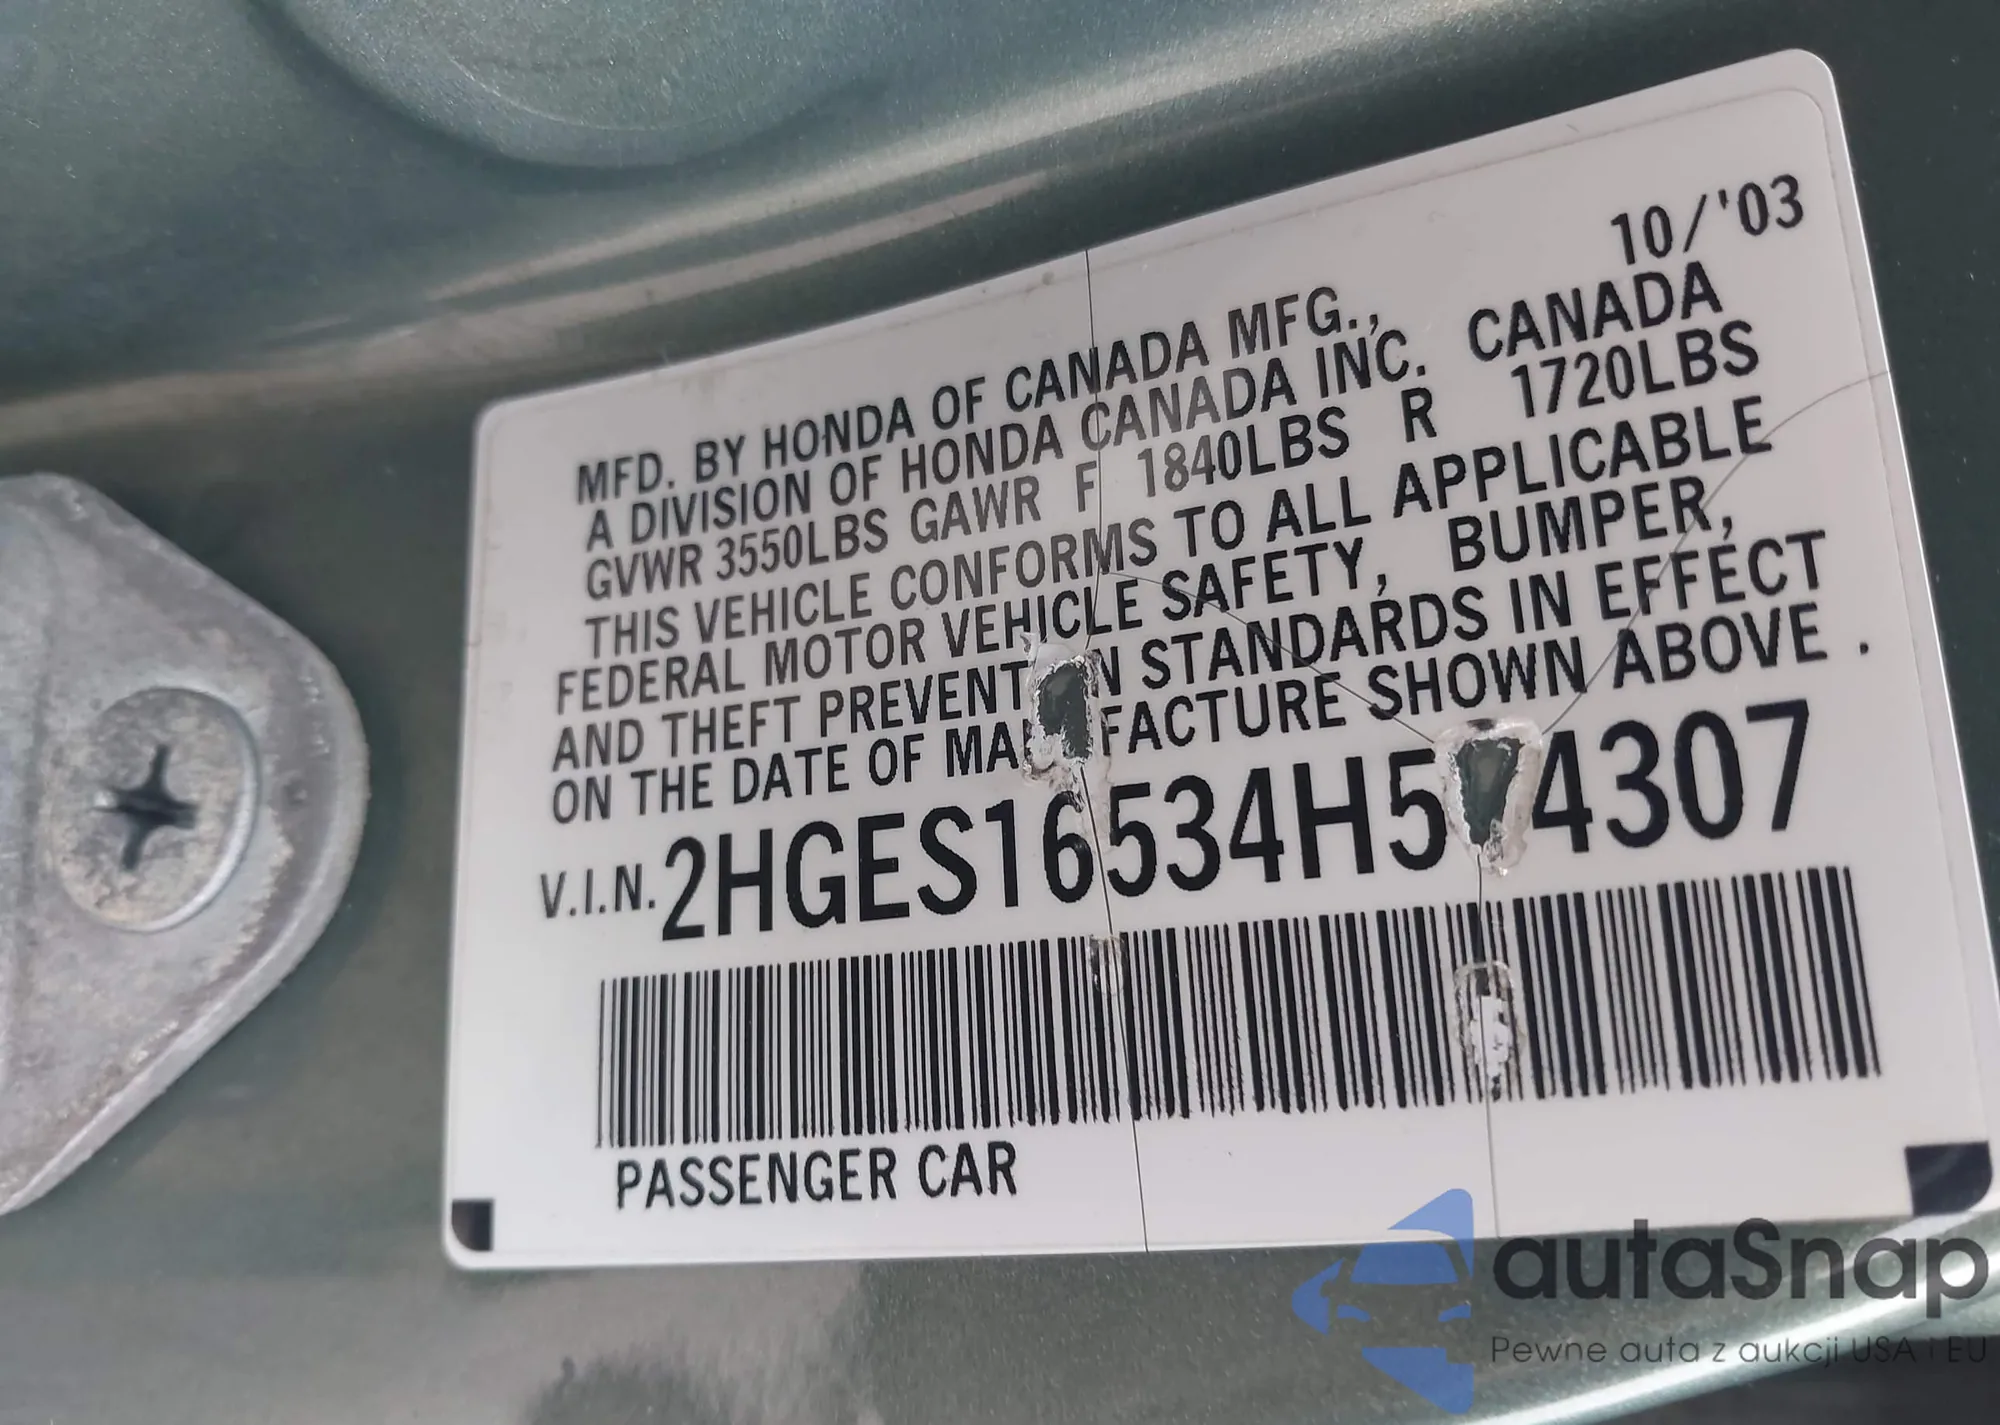 10/'03
MFD. BY HONDA OF CANADA MFG.,
A DIVISION OF HONDA CANADA INC. CANADA
GVWR 3550LBS GAWR F 1840LBS R 1720LBS
THIS VEHICLE CONFORMS TO ALL APPLICABLE
FEDERAL MOTOR VEHICLE SAFETY, BUMPER,
AND THEFT STANDARDS IN EFFECT
ON THE DATE OF SHOWN ABOVE .
V.I.N.
PASSENGER CAR
autaSnap
Pewne auta z aukcji USA i EU